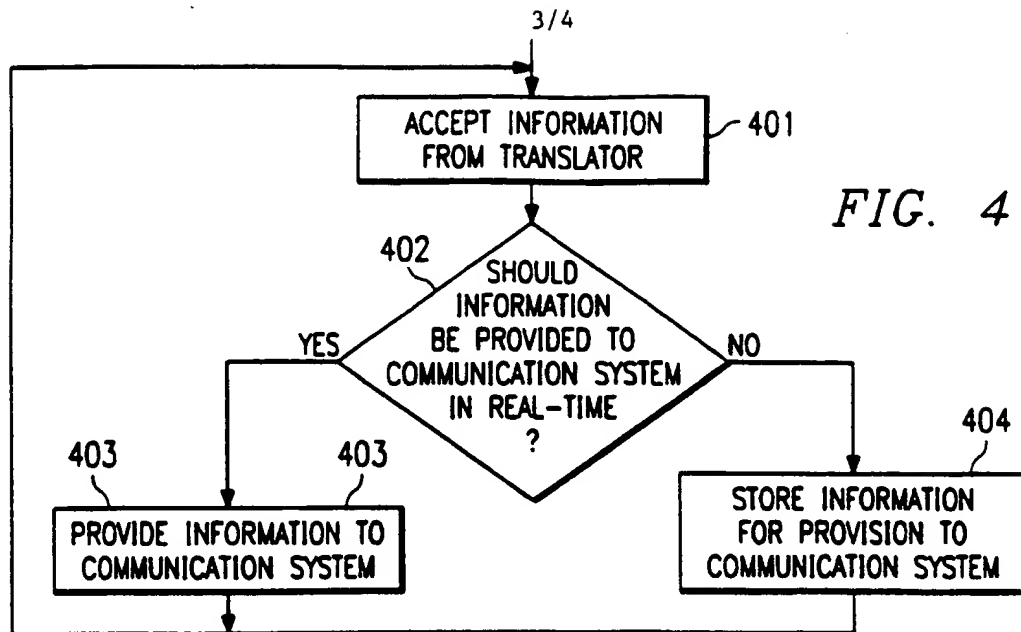 3/4
ACCEPT INFORMATION
FROM TRANSLATOR
401
FIG. 4
402
SHOULD
INFORMATION
BE PROVIDED TO
COMMUNICATION SYSTEM
IN REAL-TIME
?
YES
NO
403
403
PROVIDE INFORMATION TO
COMMUNICATION SYSTEM
404
STORE INFORMATION
FOR PROVISION TO
COMMUNICATION SYSTEM